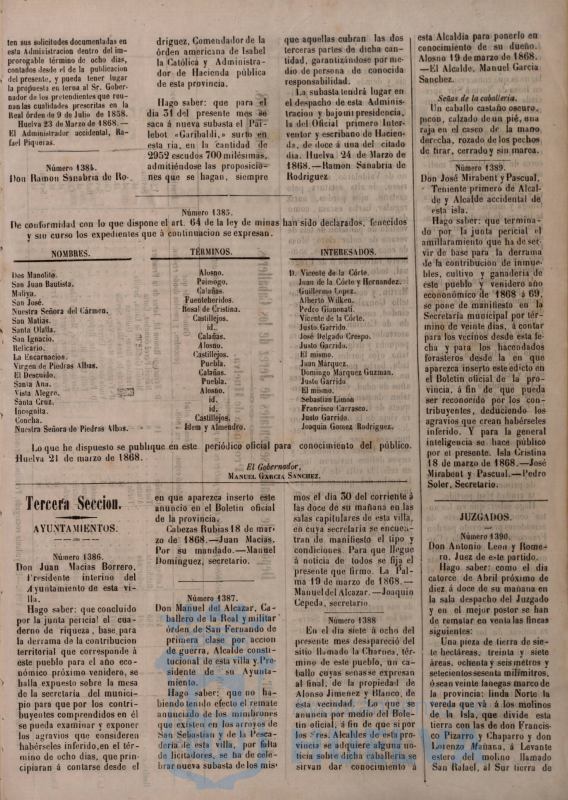 ten sus solicitudes documentadas en
esta Administracion dentro del im-
prorogable término de ocho dias,
contados desde el de la publicacion
del presente, y pueda tener lugar
la propuesta en terna al Sr. Gober-
nador de los pretendientes que reu-
nan las cualidades prescritas en la
Real órden de 9 de Julio de 1858.
Huelva 23 de Marzo de 1868.—
El Administrador accidental, Ra-
fael Piqueras.
Número 1384.
Don Ramon Sanabria de Ro-
dríguez, Comendador de la
órden americana de Isabel
la Católica y Administra-
dor de Hacienda pública
de esta provincia.
Hago saber: que para el
dia 31 del presente mes se
saca á nueva subasta el Pai-
lebot «Garibaldi,» surto en
esta ria, en la cantidad de
2952 escudos 700 milésimas,
admitiéndose las proposicio-
nes que se hagan, siempre
que aquellas cubran las dos
terceras partes de dicha can-
tidad, garantizándose por me-
dio de persona de conocida
responsabilidad.
La subasta tendrá lugar en
el despacho de esta Adminis-
tracion y bajo mi presidencia,
la del Oficial primero Inter-
ventor y escribano de Hacien-
da, de doce á una del citado
dia. Huelva 24 de Marzo de
1868.—Ramon Sanabria de
Rodriguez
Número 1385.
De conformidad con lo que dispone el art. 64 de la ley de minas han sido declarados, fenecidos
y sin curso los expedientes que á continuacion se expresan.
NOMBRES. TÉRMINOS. INTERESADOS.
Dos Manolito. Alosno. D. Vicente de la Córte.
San Juan Bautista. Paimogo. Juan de la Córte y Hernandez.
Maliya. Calañas. Guillermo Lopez.
San José. Fuenteheridos. Alberto Wilken.
Nuestra Señora del Cármen. Rosal de Cristina. Pedro Gianonati.
San Matias. Castillejos. Vicente de la Córte.
Santa Olalla. id. Justo Garrido.
San Ignacio. Calañas. José Delgado Crespo.
Relicario. Alosno. Justo Garrido.
La Encarnacion. Castillejos. El mismo.
Virgen de Piedras Albas. Puebla. Juan Márquez.
El Descuido. Calañas. Domingo Marquez Guzman.
Santa Ana. Puebla. Justo Garrido
Vista Alegre. Alosno. El mismo.
Santa Cruz. id. Sebastian Limon
Incognita. id. Francisco Carrasco.
Concha. Castillejos. Justo Garrido.
Nuestra Señora de Piedras Albas. Idem y Almendro. Joaquin Gomez Rodriguez.
Lo que he dispuesto se publique en este periódico oficial para conocimiento del público.
Huelva 21 de marzo de 1868.
El Gobernador,
MANUEL GARCIA SANCHEZ.
Tercera Seccion.
AYUNTAMIENTOS.
Número 1386.
Don Juan Macias Borrero,
Presidente interino del
Ayuntamiento de esta vi-
lla.
Hago saber: que concluido
por la junta pericial el cua-
derno de riqueza, base para
la derrama de la contribucion
territorial que corresponde á
este pueblo para el año eco-
nómico próximo venidero, se
halla expuesto sobre la mesa
de la secretaría del munici-
pio para que por los contri-
buyentes comprendidos en él
se pueda examinar y exponer
los agravios que consideren
habérseles inferido, en el tér-
mino de ocho dias, que prin-
cipiaran á contarse desde el
en que aparezca inserto este
anuncio en el Boletin oficial
de la provincia.
Cabezas Rubias 18 de mar-
zo de 1868.—Juan Macias.
Por su mandado.—Manuel
Dominguez, secretario.
Número 1387.
Don Manuel del Alcazar, Ca-
ballero de la Real y militar
órden de San Fernando de
primera clase por accion
de guerra, Alcalde consti-
tucional de esta villa y Pre-
sidente de su Ayunta-
miento.
Hago saber: que no ha-
biendo tenido efecto el remate
anunciado de los mimbrones
que existen en los arroyos de
San Sebastian y de la Pesca-
dería de esta villa, por falta
de licitadores, se ha de cele-
brar nueva subasta de los mis-
mos el dia 30 del corriente á
las doce de su mañana en las
salas capitulares de esta villa,
en cuya secretaría se encuen-
tran de manifiesto el tipo y
condiciones. Para que llegue
á noticia de todos se fija el
presente que firmo. La Pal-
ma 19 marzo de 1868.—
Manuel del Alcazar.—Joaquin
Cepeda, secretario
Número 1388
En el dia siete á ocho del
presente mes desapareció del
sitio llamado la Charnea, tér-
mino de este pueblo, un ca-
ballo cuyas señas se expresan
al final, de la propiedad de
Alonso Jimenez y Blanco, de
esta vecindad. Lo que se
anuncia por medio del Bole-
tin oficial, á fin de que si por
los Sres. Alcaldes de esta pro-
vincia se adquiere alguna no-
ticia sobre dicha caballería se
sirvan dar conocimiento á
esta Alcaldia para ponerlo en
conocimiento de su dueño.
Alosno 19 de marzo de 1868.
—El Alcalde, Manuel Garcia
Sanchez.
Señas de la caballería.
Un caballo castaño oscuro,
picon, calzado de un pié, una
raja en el casco de la mano
derecha, rozado de los pechos
de tirar, cerrado y sin marca.
Número 1389.
Don José Mirabent y Pascual,
Teniente primero de Alcal-
de y Alcalde accidental de
esta isla.
Hago saber: que termina-
do por la junta pericial el
amillaramiento que ha de ser-
vir de base para la derrama
de la contribucion de inmue-
bles, cultivo y ganadería de
este pueblo y venidero año
económico de 1868 á 69,
se pone de manifiesto en la
Secretaría municipal por tér-
mino de veinte dias, á contar
para los vecinos desde esta fe-
cha y para los hacendados
forasteros desde la en que
aparezca inserto este edicto en
el Boletin oficial de la pro-
vincia, á fin de que pueda
ser reconocido por los con-
tribuyentes, deduciendo los
agravios que crean habérseles
inferido. Y para la general
inteligencia se hace público
por el presente. Isla Cristina
18 de marzo de 1868.—José
Mirabent y Pascual.—Pedro
Soler, Secretario.
JUZGADOS.
Número 1390.
Don Antonio Leon y Rome-
ro, Juez de este partido.
Hago saber: como el dia
catorce de Abril próximo de
diez á doce de su mañana en
la sala despacho del Juzgado
y en el mejor postor se han
de rematar en venta las fincas
siguientes:
Una pieza de tierra de sie-
te hectáreas, treinta y siete
áreas, ochenta y seis metros y
setecientos sesenta milímitros,
ó sean veinte fanegas marco de
la provincia: linda Norte la
vereda que vá á los molinos
de la Isla, que divide esta
tierra con las de don Francis-
co Pizarro y Chaparro y don
Lorenzo Mañana, á Levante
estero del molino llamado
San Rafael, al Sur tierra de